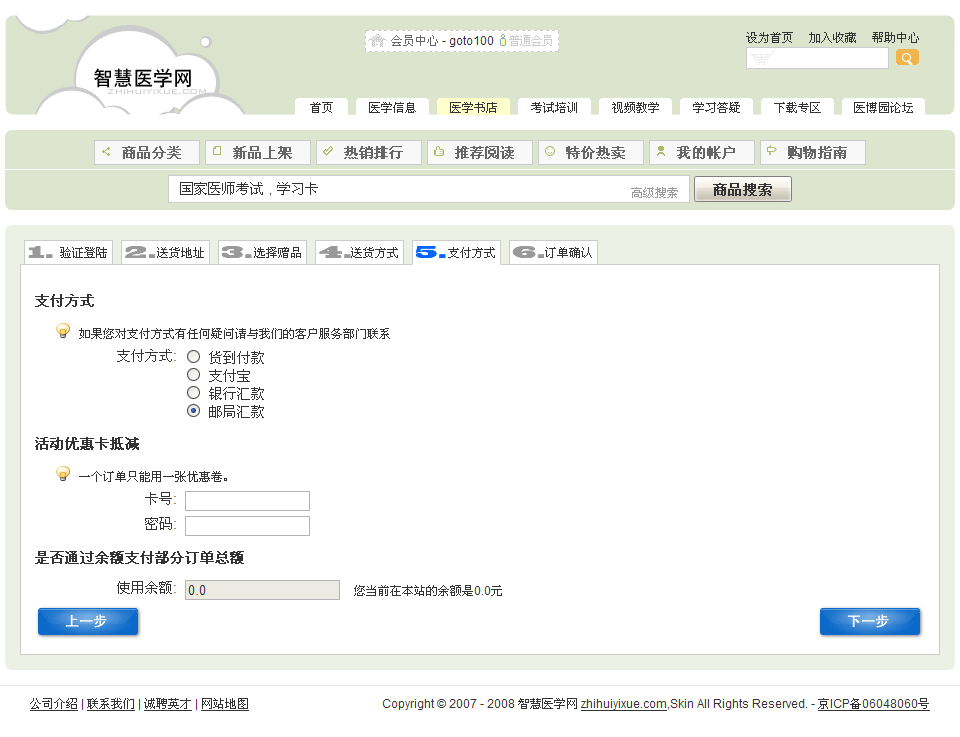 会员中心 - goto100 普通会员
设为首页 加入收藏 帮助中心
智慧医学网
ZHIHUIYIXUE.COM
首页 医学信息 医学书店 考试培训 视频教学 学习答疑 下载专区 医博园论坛
商品分类 新品上架 热销排行 推荐阅读 特价热卖 我的帐户 购物指南
国家医师考试 , 学习卡 高级搜索 商品搜索
1. 验证登陆 2. 送货地址 3. 选择赠品 4. 送货方式 5. 支付方式 6. 订单确认
支付方式
如果您对支付方式有任何疑问请与我们的客户服务部门联系
支付方式: 货到付款
支付宝
银行汇款
邮局汇款
活动优惠卡抵减
一个订单只能用一张优惠卷。
卡号:
密码:
是否通过余额支付部分订单总额
使用余额: 0.0 您当前在本站的余额是0.0元
上一步 下一步
公司介绍 | 联系我们 | 诚聘英才 | 网站地图 Copyright © 2007 - 2008 智慧医学网 zhihuiyixue.com,Skin All Rights Reserved. - 京ICP备06048060号